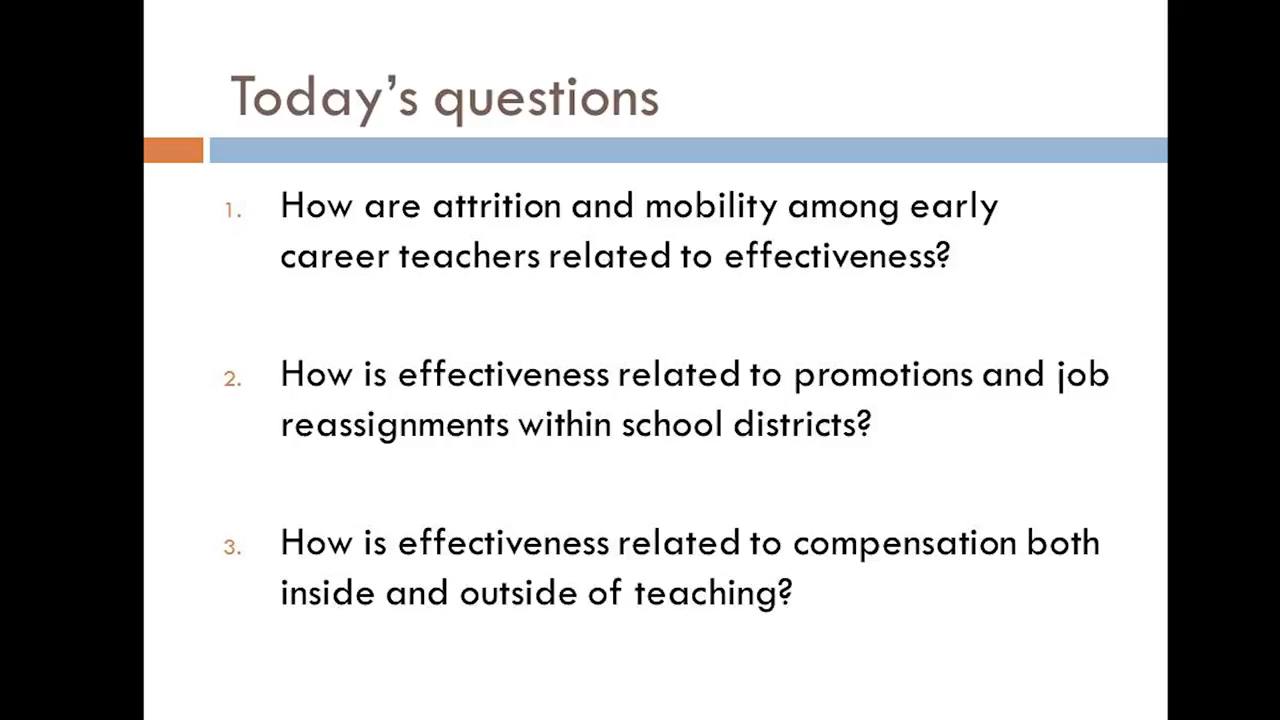 Today’s questions
1. How are attrition and mobility among early
career teachers related to effectiveness?
2. How is effectiveness related to promotions and job
reassignments within school districts?
3. How is effectiveness related to compensation both
inside and outside of teaching?